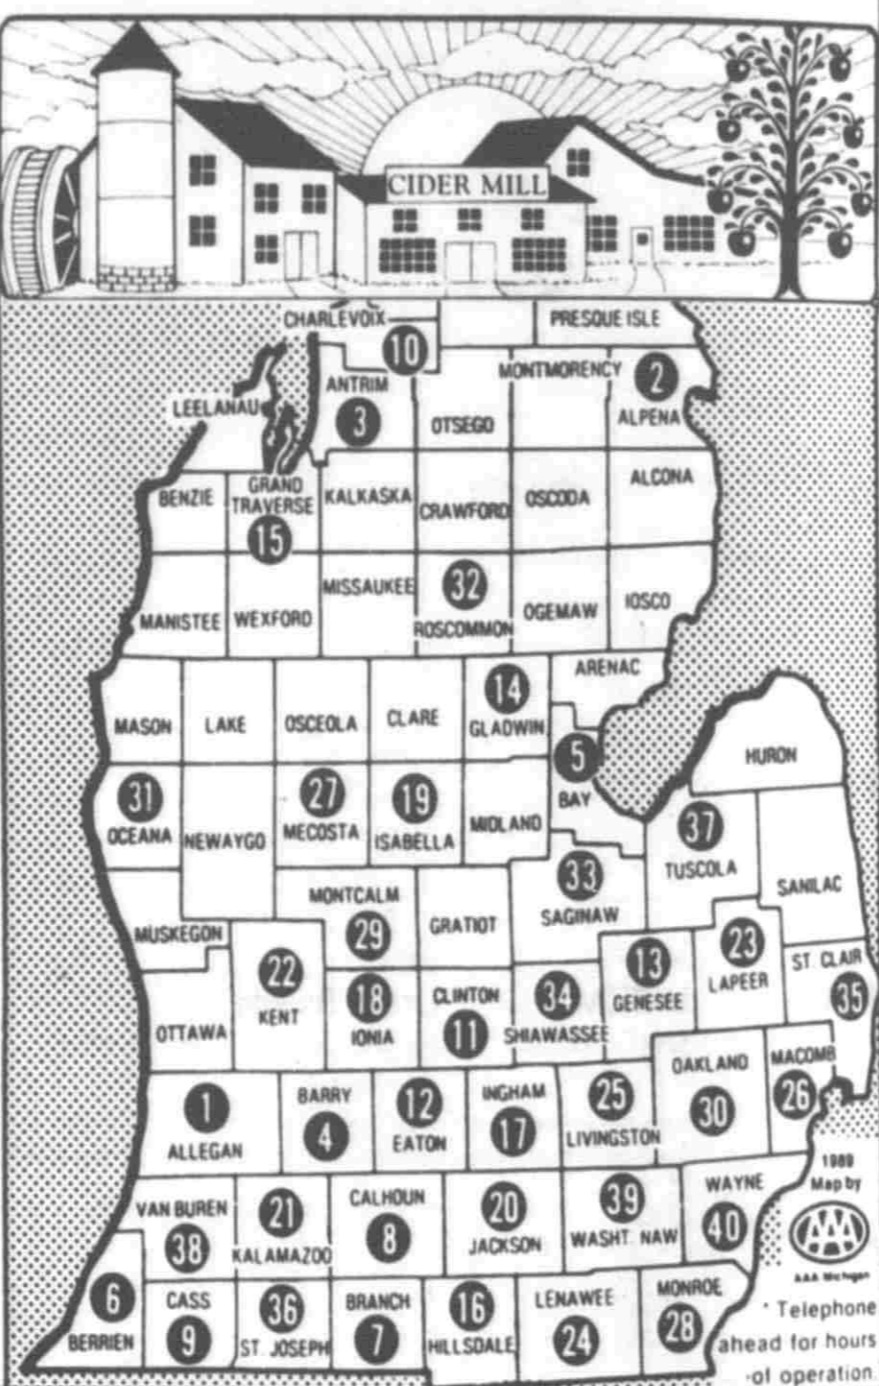 CIDER MILL
CHARLEVOIX
PRESQUE ISLE
10
MONTMORENCY
2
ANTRIM
LEELANAU
3
OTSEGO
ALPENA
BENZIE
GRAND
TRAVERSE
KALKASKA
CRAWFORD
OSCODA
ALCONA
15
MISSAUKEE
32
MANISTEE
WEXFORD
ROSCOMMON
OGEMAW
IOSCO
14
ARENAC
MASON
LAKE
OSCEOLA
CLARE
GLADWIN
5
HURON
31
27
19
BAY
OCEANA
NEWAYGO
MECOSTA
ISABELLA
MIDLAND
37
TUSCOLA
MONTCALM
33
SANILAC
MUSKEGON
29
GRATIOT
SAGINAW
22
23
13
ST. CLAIR
KENT
18
CLINTON
34
GENESEE
LAPEER
35
OTTAWA
IONIA
11
SHIAWASSEE
1
BARRY
12
INGHAM
25
OAKLAND
MACOMB
ALLEGAN
4
EATON
17
LIVINGSTON
30
26
VAN BUREN
21
CALHOUN
20
39
WAYNE
38
KALAMAZOO
8
JACKSON
WASHT NAW
40
1989
Map by
AAA
AAA Michigan
6
CASS
36
BRANCH
16
LENAWEE
MONROE
BERRIEN
9
ST. JOSEPH
7
HILLSDALE
24
28
Telephone
ahead for hours
of operation.